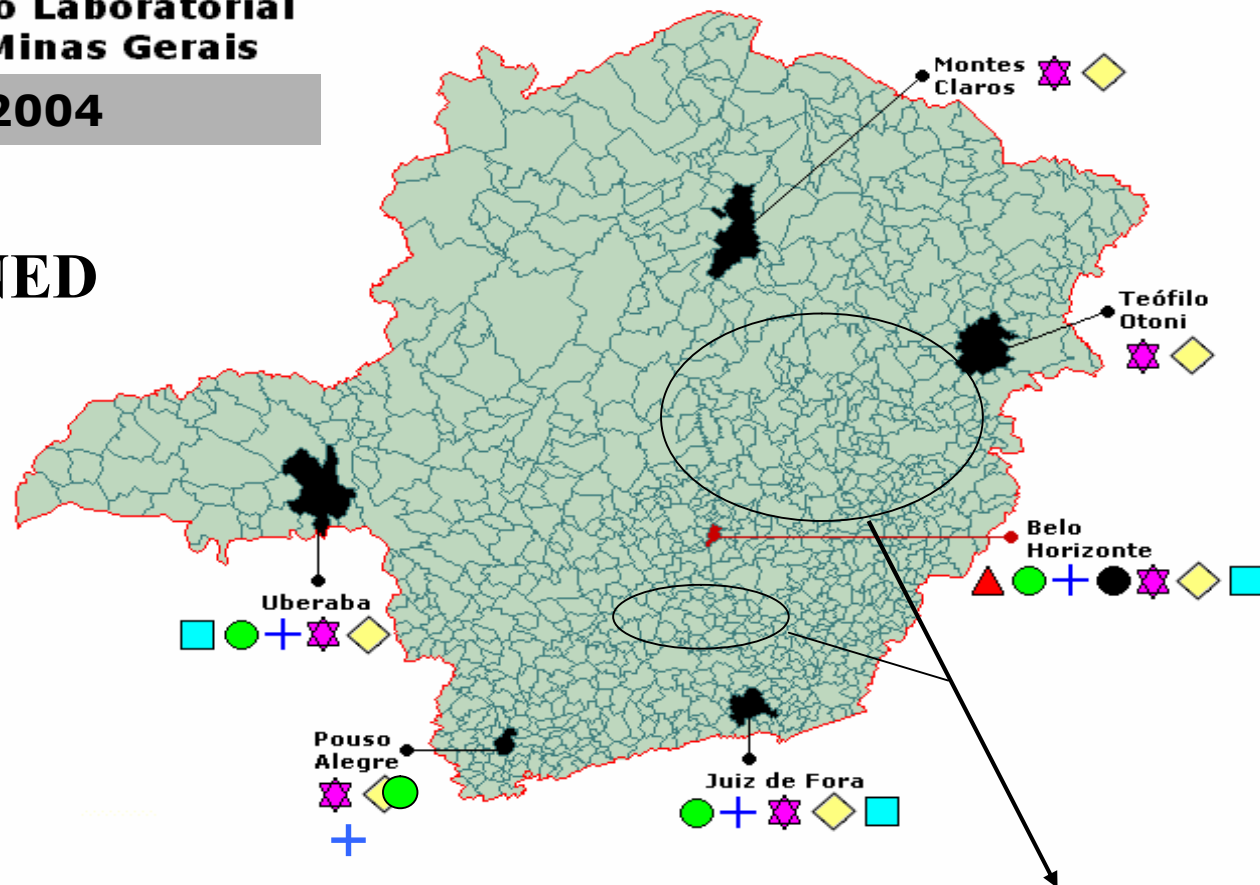 o Laboratorial
Minas Gerais
2004
NED
Montes
Claros
Teófilo
Otoni
Belo
Horizonte
Uberaba
Pouso
Alegre
Juiz de Fora